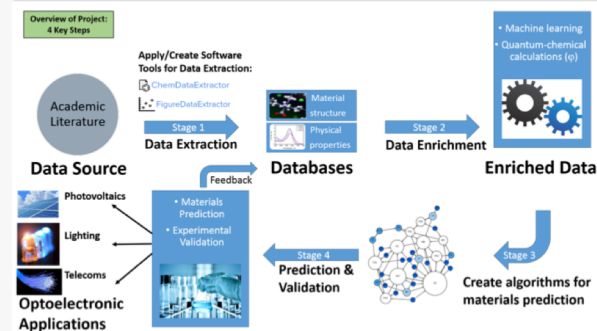 Overview of Project:
4 Key Steps
Apply/Create Software
Tools for Data Extraction:
ChemDataExtractor
FigureDataExtractor
Academic
Literature
Data Source
Stage 1
Data Extraction
Material
structure
Physical
properties
Databases
Stage 2
Data Enrichment
• Machine learning
• Quantum-chemical
calculations (φ)
Enriched Data
Stage 3
Create algorithms for
materials prediction
Stage 4
Prediction &
Validation
Feedback
• Materials
Prediction
• Experimental
Validation
Photovoltaics
Lighting
Telecoms
Optoelectronic
Applications